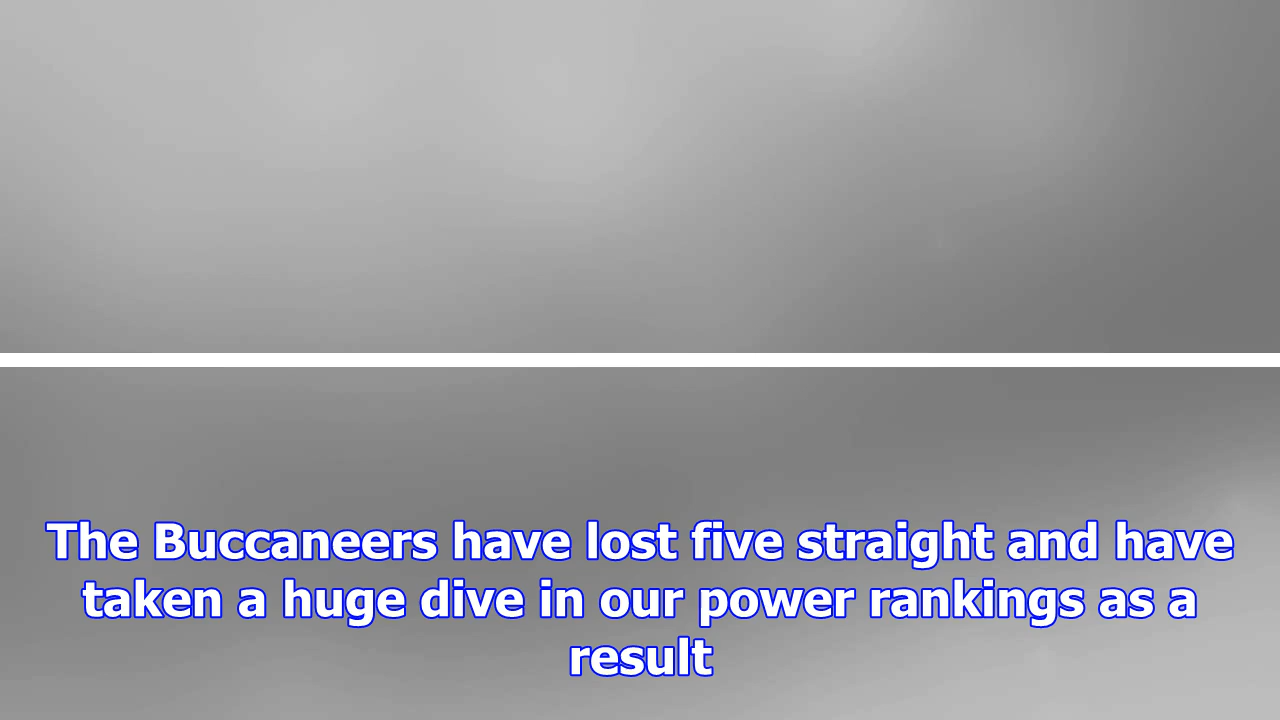 The Buccaneers have lost five straight and have
taken a huge dive in our power rankings as a
result